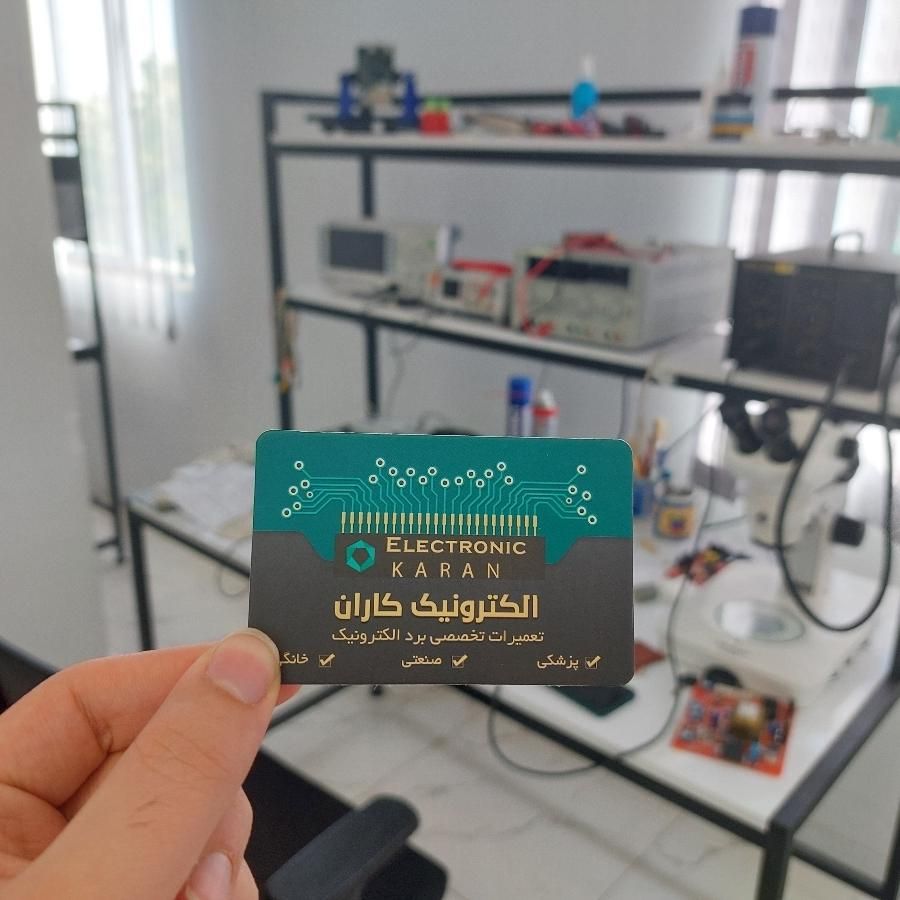 ELECTRONIC
KARAN
الکترونیک کاران
تعمیرات تخصصی برد الکترونیک
پزشکی صنعتی